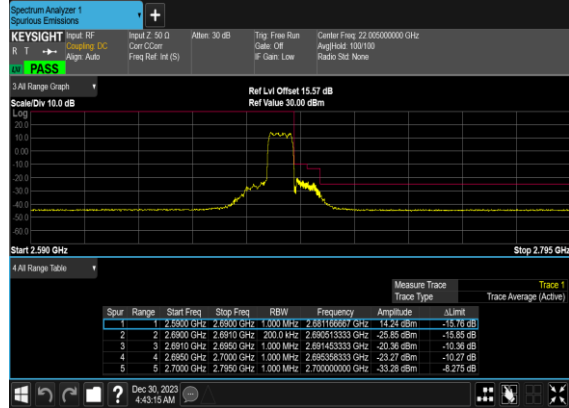 Spectrum Analyzer 1
Spurious Emissions
KEYSIGHT
R T
LVI PASS
Input: RF
Coupling: DC
Align: Auto
Input Z: 50 Ω
Corr CCorr
Freq Ref: Int (S)
Atten: 30 dB
Trig: Free Run
Gate: Off
IF Gain: Low
Center Freq: 22.005000000 GHz
Avg|Hold: 100/100
Radio Std: None
3 All Range Graph
Scale/Div 10.0 dB
Ref Lvl Offset 15.57 dB
Ref Value 30.00 dBm
Log
20.0
10.0
0.00
-10.0
-20.0
-30.0
-40.0
-50.0
-60.0
Start 2.590 GHz
Stop 2.795 GHz
4 All Range Table
Measure Trace Trace 1
Trace Type Trace Average (Active)
Spur Range Start Freq Stop Freq RBW Frequency Amplitude ΔLimit
1 1 2.5900 GHz 2.6900 GHz 1.000 MHz 2.681166667 GHz 14.24 dBm -15.76 dB
2 2 2.6900 GHz 2.6910 GHz 200.0 kHz 2.690513333 GHz -25.85 dBm -15.85 dB
3 3 2.6910 GHz 2.6950 GHz 1.000 MHz 2.691453333 GHz -20.36 dBm -10.36 dB
4 4 2.6950 GHz 2.7000 GHz 1.000 MHz 2.695358333 GHz -23.27 dBm -10.27 dB
5 5 2.7000 GHz 2.7950 GHz 1.000 MHz 2.700000000 GHz -33.28 dBm -8.275 dB
Dec 30, 2023
4:43:15 AM